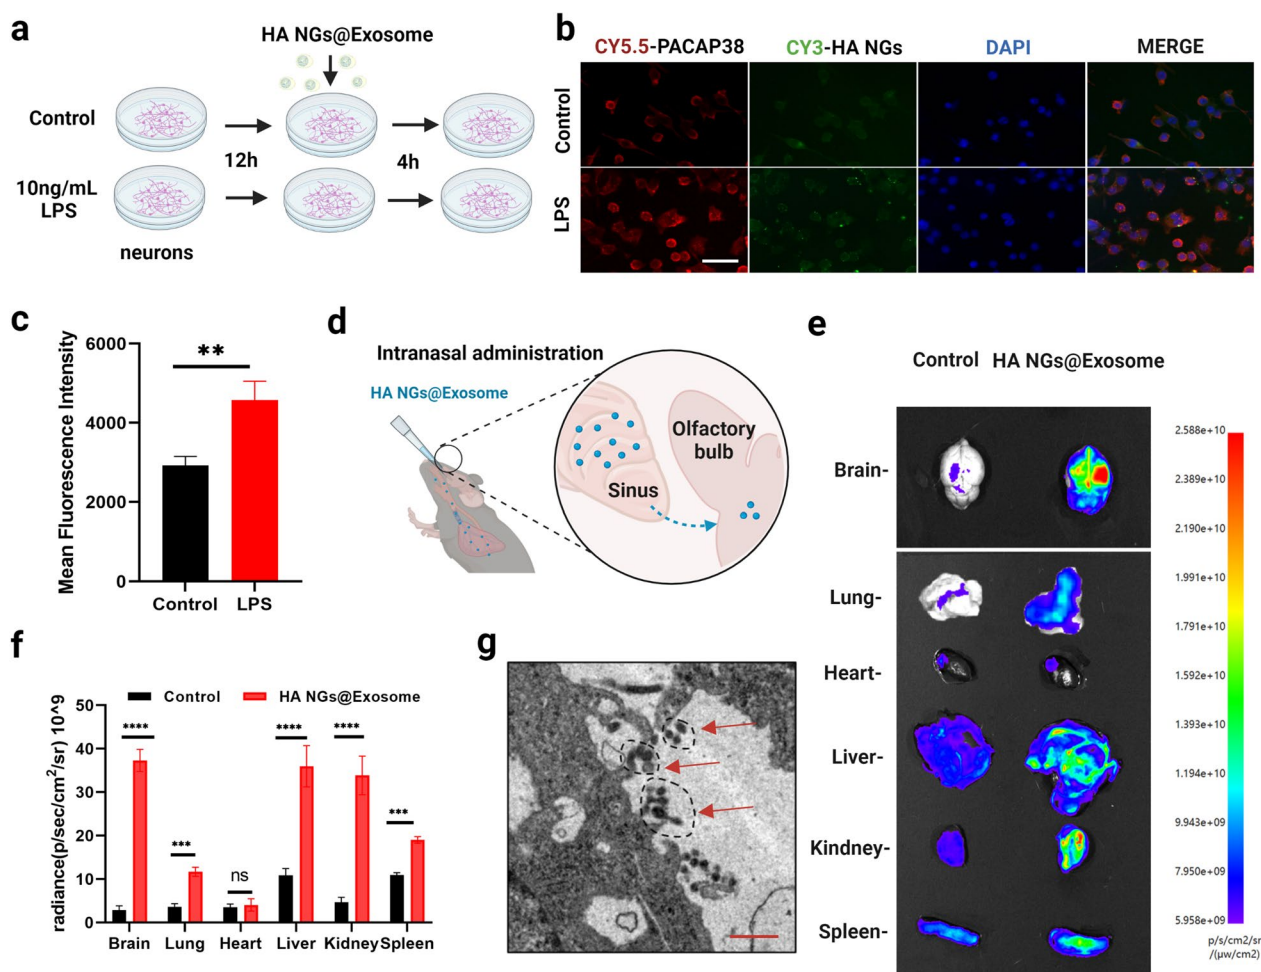 a
HA NGs@Exosome
Control
12h
4h
10ng/mL
LPS
neurons
b
CY5.5-PACAP38
CY3-HA NGs
DAPI
MERGE
Control
LPS
c
Mean Fluorescence Intensity
6000
4000
2000
0
**
Control
LPS
d
Intranasal administration
HA NGs@Exosome
Olfactory
bulb
Sinus
e
Control
HA NGs@Exosome
Brain-
Lung-
Heart-
Liver-
Kidney-
Spleen-
2.588e+10
2.389e+10
2.190e+10
1.991e+10
1.791e+10
1.592e+10
1.393e+10
1.194e+10
9.943e+09
7.950e+09
5.958e+09
p/s/cm2/sr
/(μw/cm2)
f
Control
HA NGs@Exosome
radiance(p/sec/cm^2/sr) 10^9
50
40
30
20
10
0
****
***
ns
****
****
***
Brain
Lung
Heart
Liver
Kidney
Spleen
g